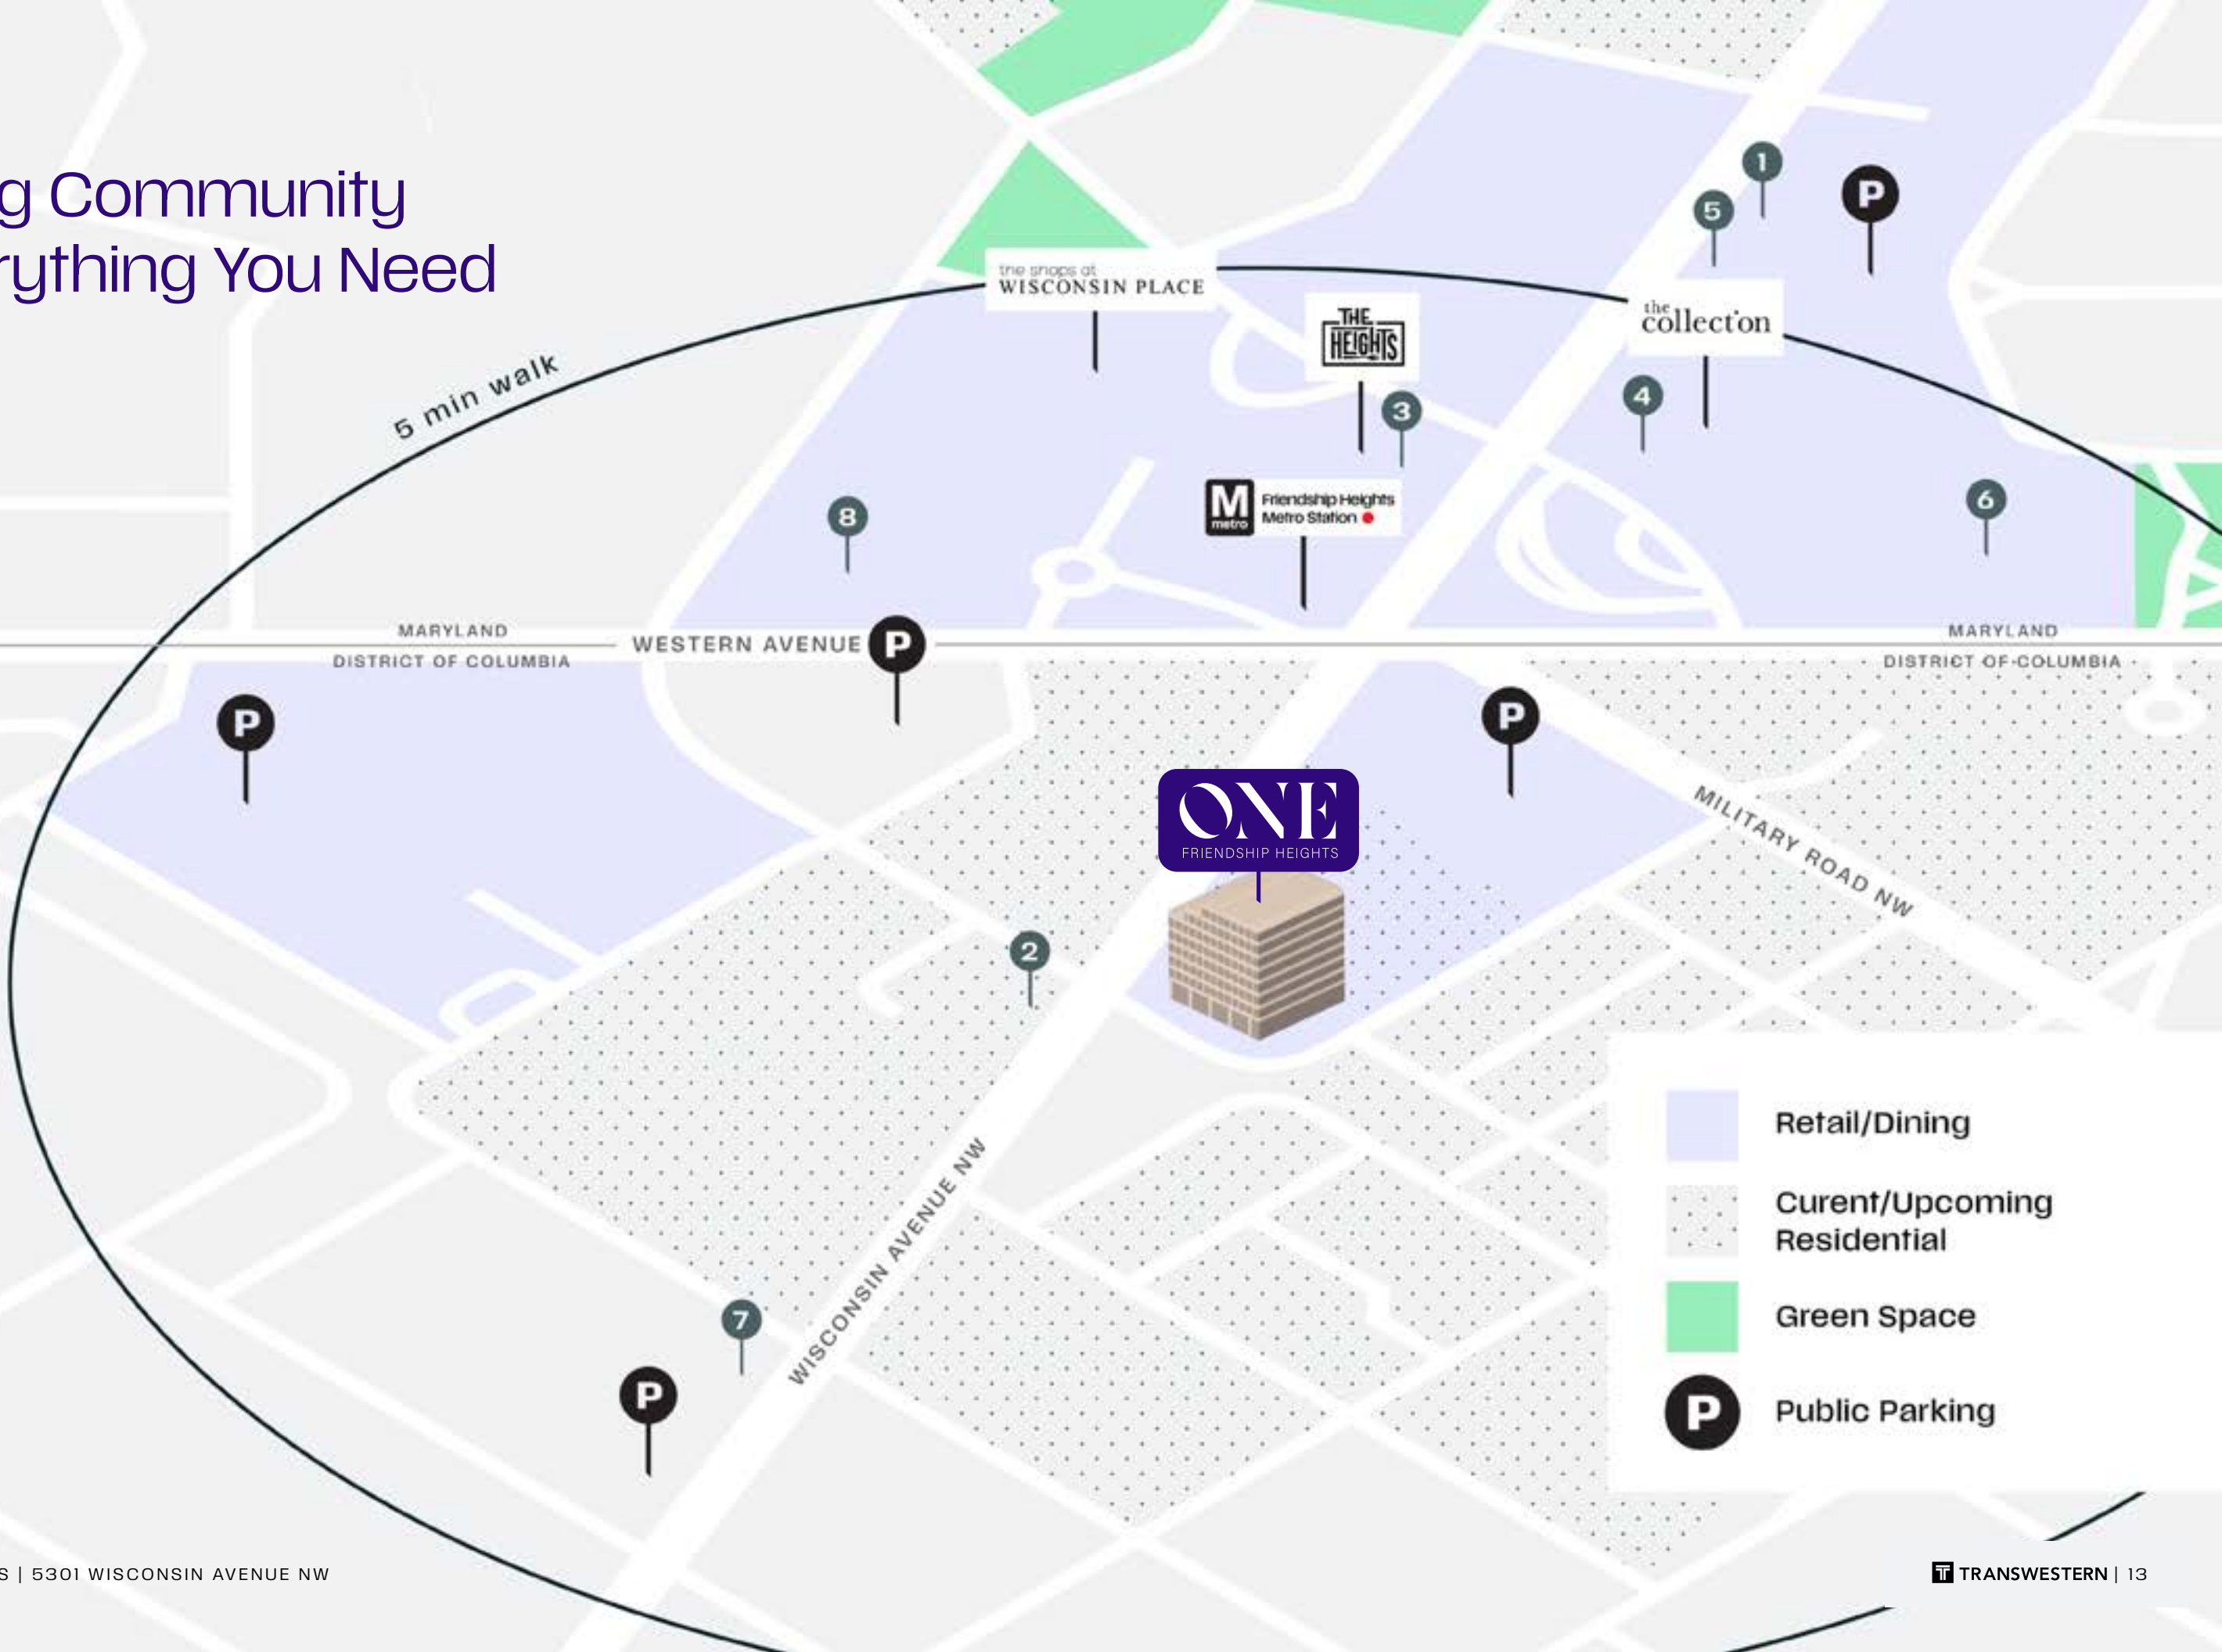 g Community
rything You Need
5 min walk
the shops at
WISCONSIN PLACE
THE
HEIGHTS
the
collection
1
P
5
4
3
6
8
M
metro
Friendship Heights
Metro Station
MARYLAND
DISTRICT OF COLUMBIA
WESTERN AVENUE
P
MARYLAND
DISTRICT OF COLUMBIA
P
P
ONE
FRIENDSHIP HEIGHTS
MILITARY ROAD NW
2
WISCONSIN AVENUE NW
7
P
Retail/Dining
Curent/Upcoming
Residential
Green Space
P
Public Parking
S | 5301 WISCONSIN AVENUE NW
TRANSWESTERN | 13